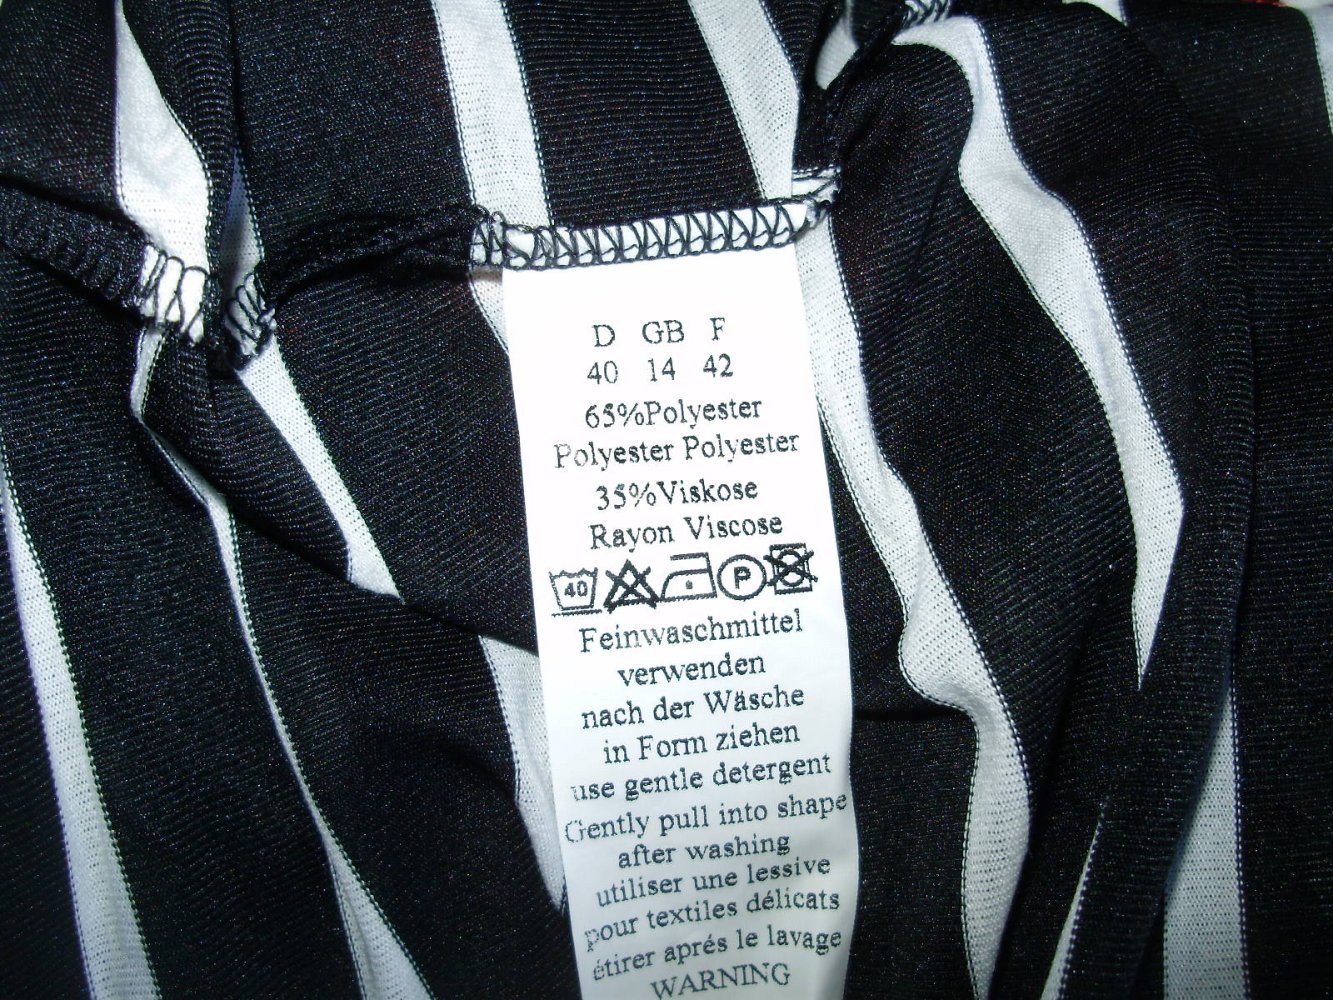 D GB F
40 14 42
65%Polyester
Polyester Polyester
35%Viskose
Rayon Viscose
40 P
Feinwaschmittel
verwenden
nach der Wäsche
in Form ziehen
use gentle detergent
Gently pull into shape
after washing
utiliser une lessive
pour textiles délicats
étirer aprés le lavage
WARNING